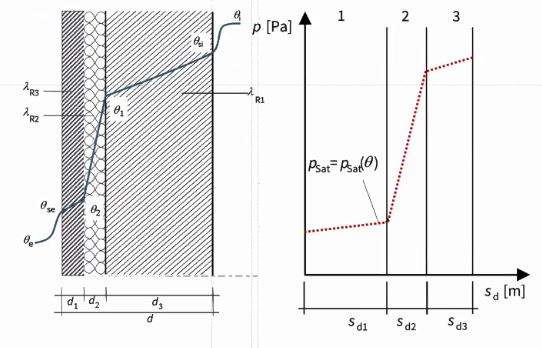 θi
θsi
λR3
λR2
θ1
λR1
θse
θ2
θe
d1 d2 d3
d
p [Pa]
1 2 3
pSat= pSat(θ)
sd [m]
sd1 sd2 sd3